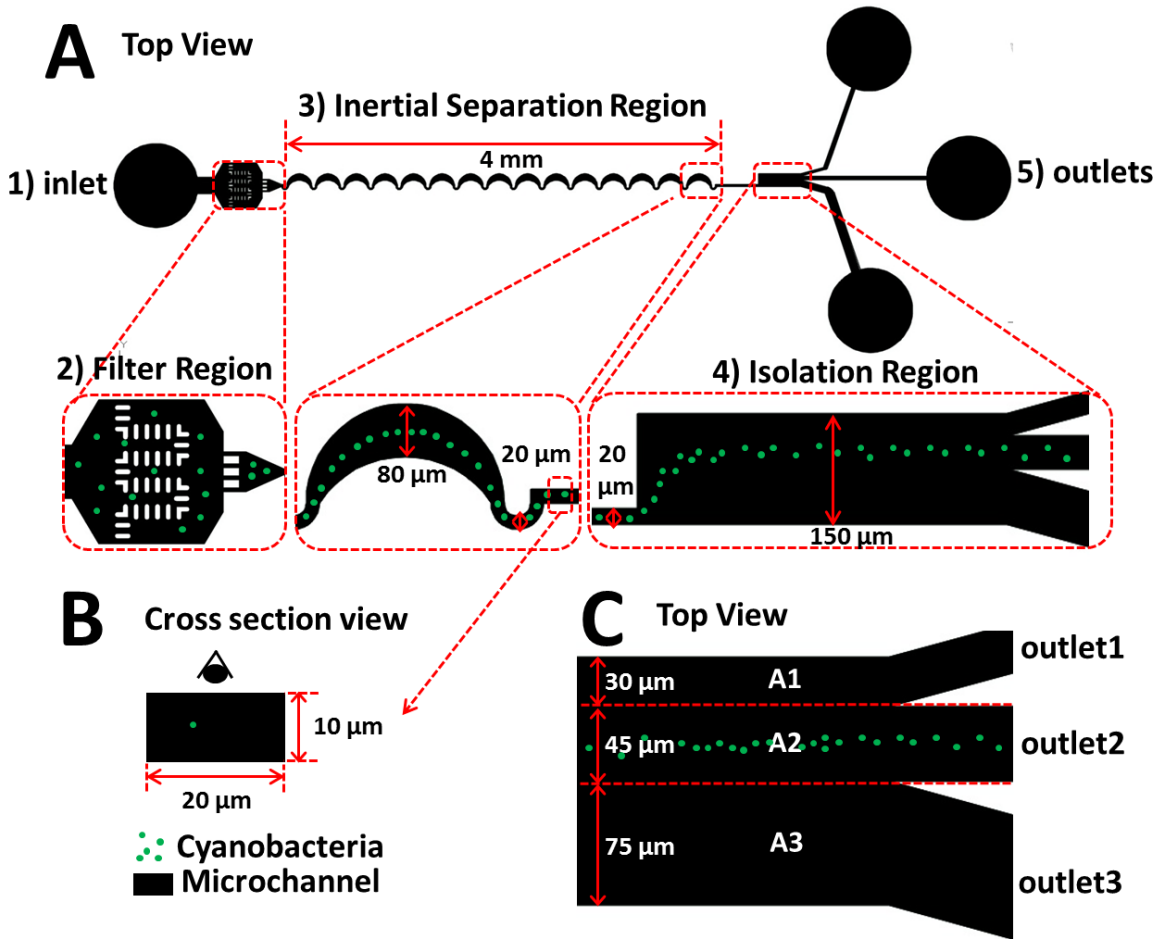 A Top View
3) Inertial Separation Region
4 mm
1) inlet
5) outlets
2) Filter Region
4) Isolation Region
80 µm
20 µm
20
µm
150 µm
B
Cross section view
10 µm
20 µm
Cyanobacteria
Microchannel
C Top View
outlet1
30 µm
A1
45 µm
A2
outlet2
75 µm
A3
outlet3